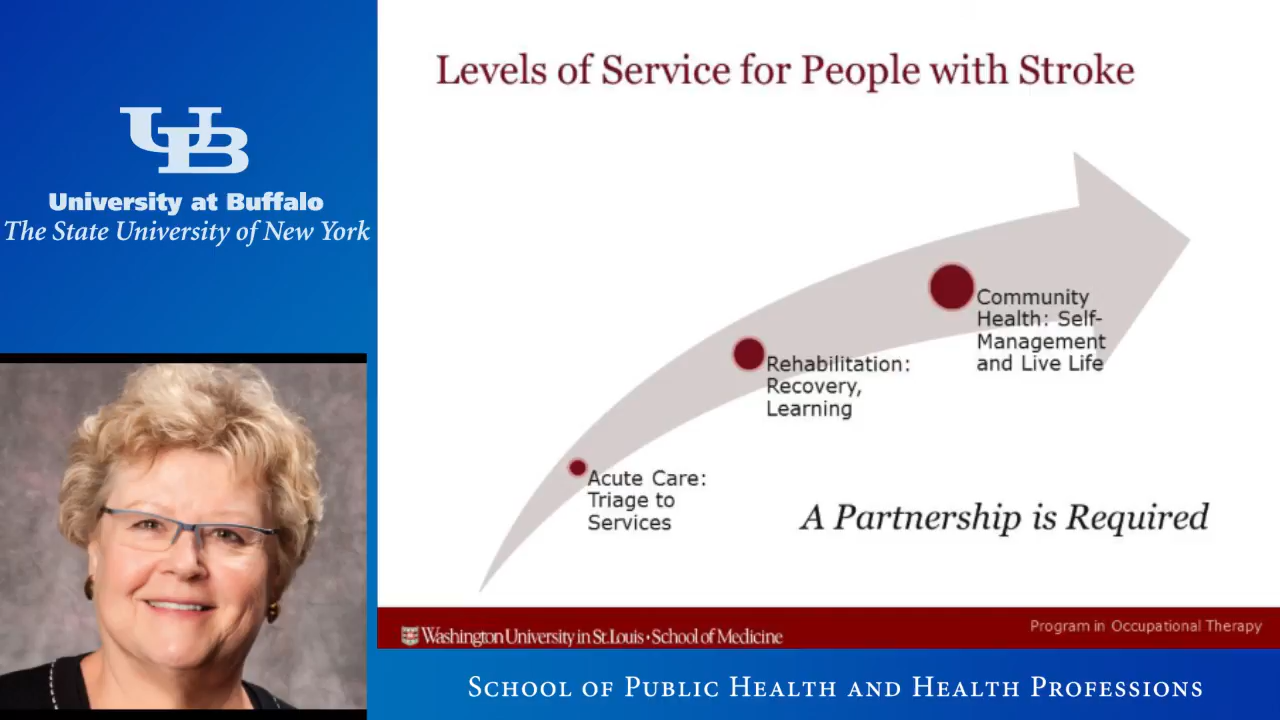 UB
University at Buffalo
The State University of New York
Levels of Service for People with Stroke
Community
Health: Self-
Management
and Live Life
Rehabilitation:
Recovery,
Learning
Acute Care:
Triage to
Services
A Partnership is Required
Washington University in St. Louis • School of Medicine
Program in Occupational Therapy
School of Public Health and Health Professions